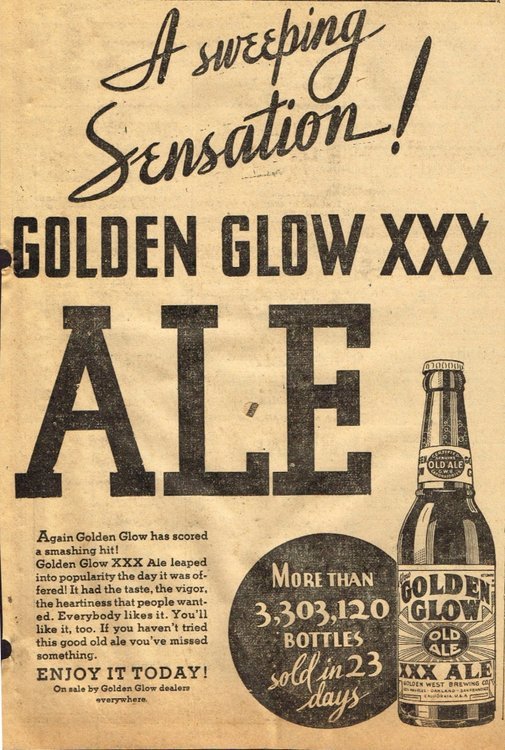 A sweeping
Sensation!
GOLDEN GLOW XXX
ALE
Again Golden Glow has scored
a smashing hit!
Golden Glow XXX Ale leaped
into popularity the day it was of-
fered! It had the taste, the vigor,
the heartiness that people want-
ed. Everybody likes it. You'll
like it, too. If you haven't tried
this good old ale you've missed
something.
ENJOY IT TODAY!
On sale by Golden Glow dealers
everywhere.
MORE THAN
3,303,120
BOTTLES
sold in 23
days
OLD ALE
G.W.B.
GOLDEN
GLOW
OLD
ALE
XXX ALE
GOLDEN WEST BREWING CO.
OAKLAND - SAN FRANCISCO
CALIFORNIA, U.S.A.